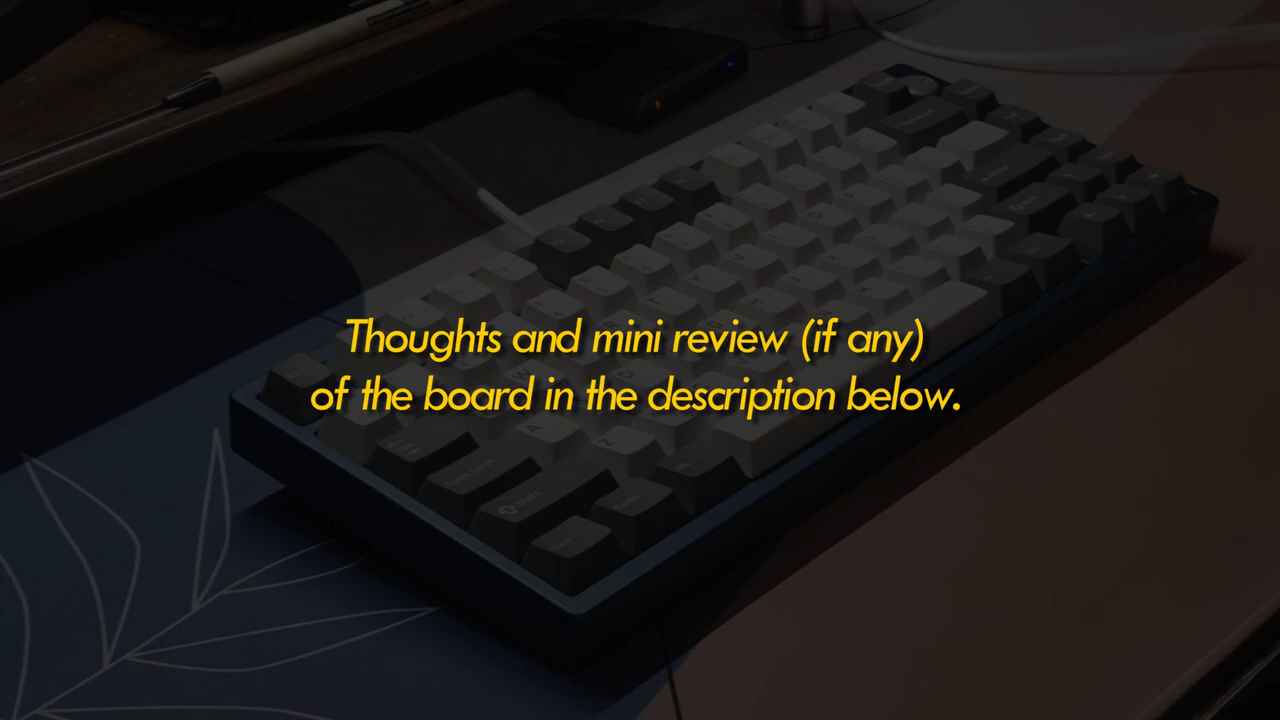 Thoughts and mini review (if any)
of the board in the description below.